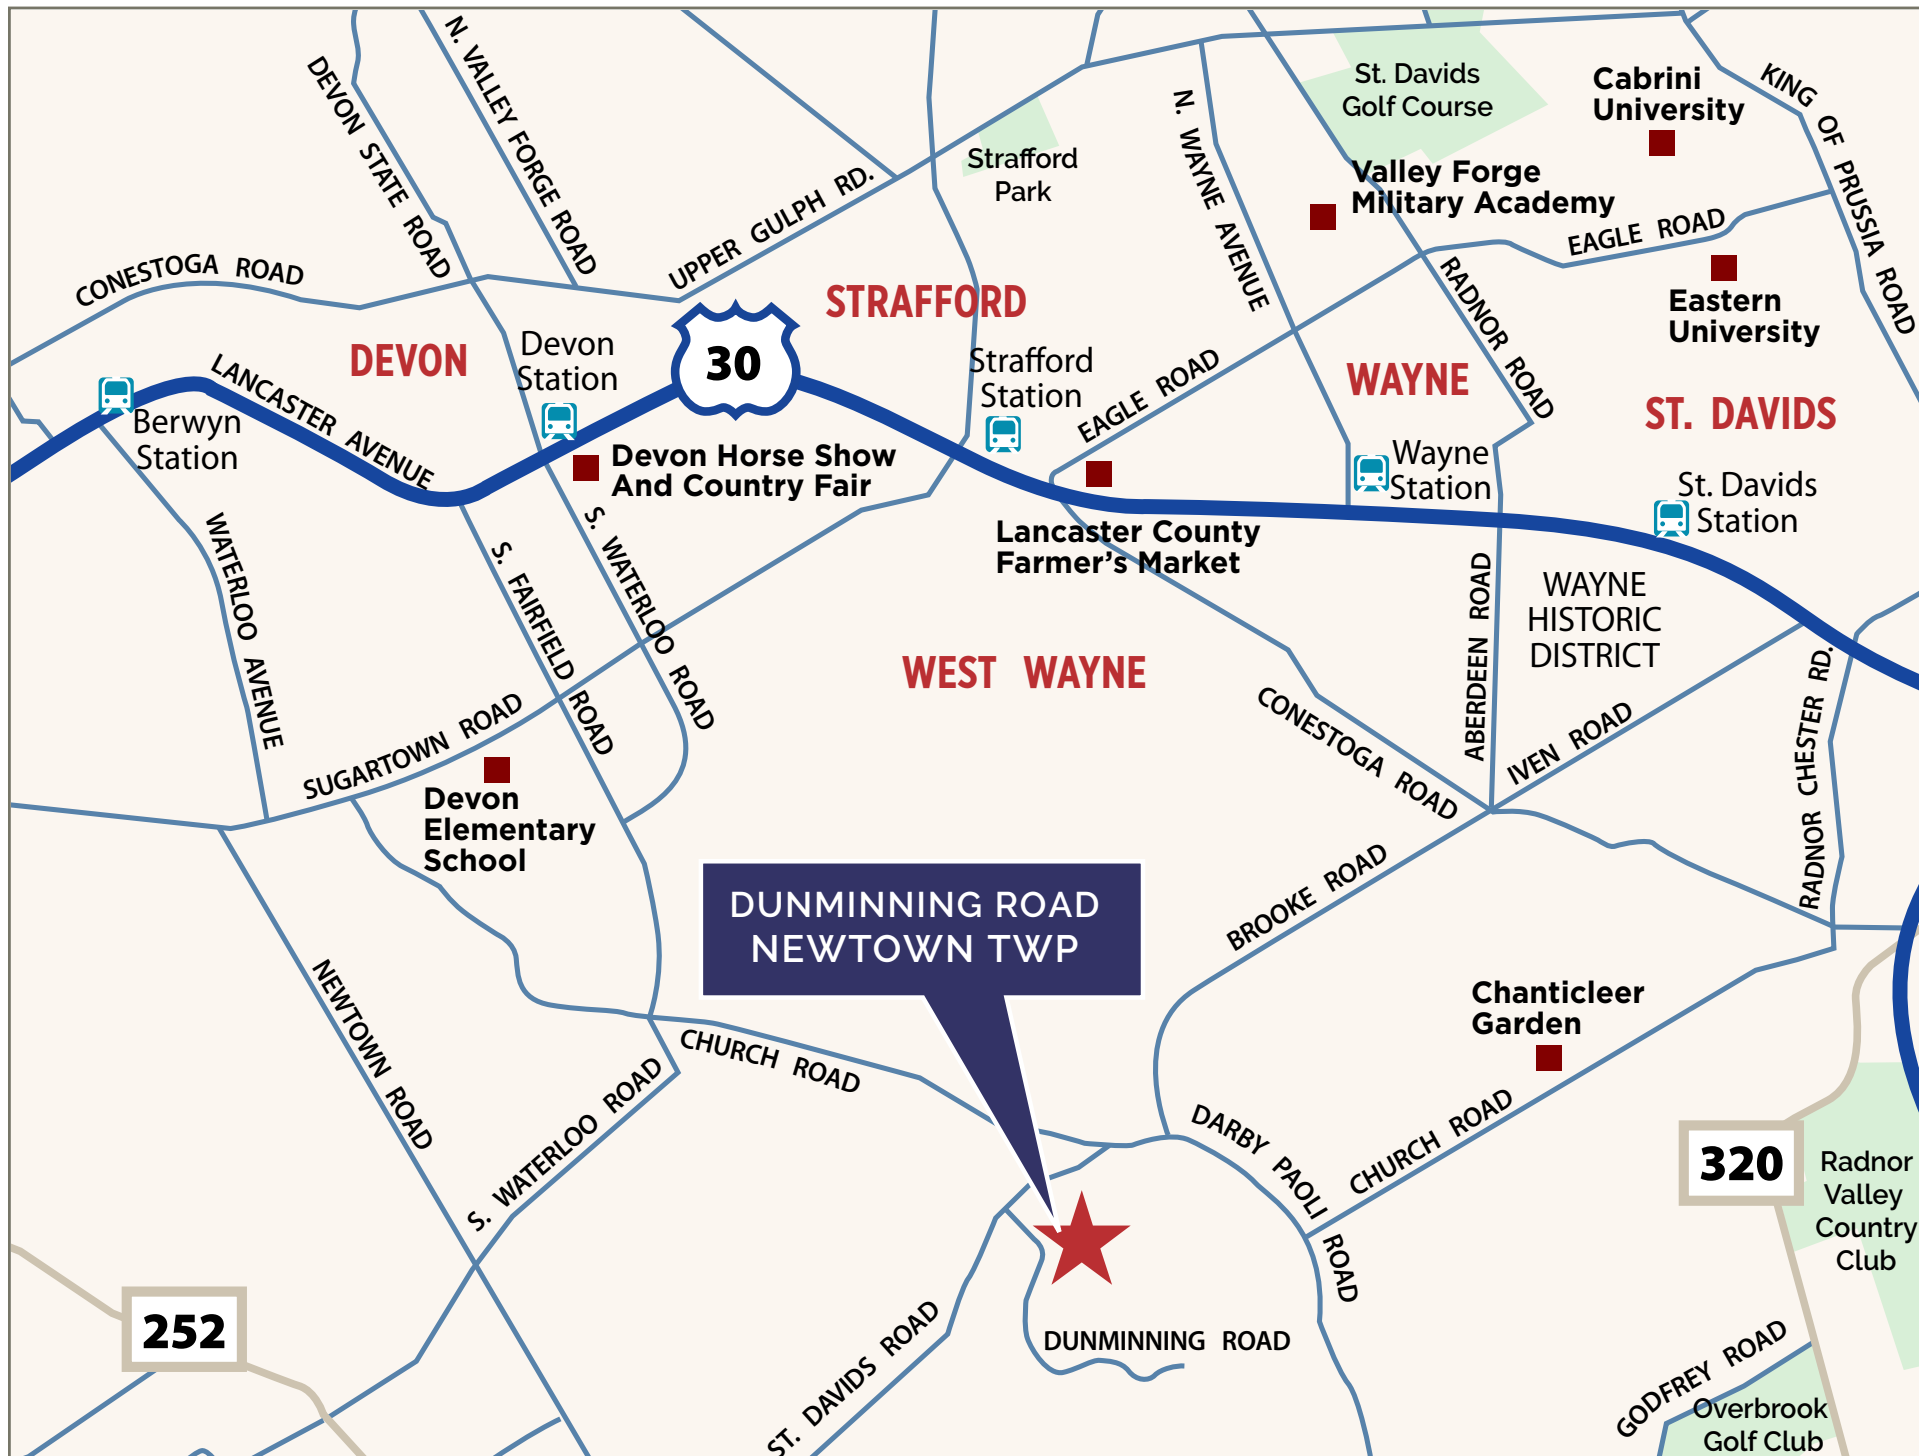 N. VALLEY FORGE ROAD
DEVON STATE ROAD
St. Davids
Golf Course
Cabrini
University
KING OF PRUSSIA ROAD
N. WAYNE AVENUE
Strafford
Park
Valley Forge
Military Academy
UPPER GULPH RD.
EAGLE ROAD
CONESTOGA ROAD
Eastern
University
RADNOR ROAD
STRAFFORD
DEVON
Devon
Station
30
Strafford
Station
EAGLE ROAD
WAYNE
ST. DAVIDS
LANCASTER AVENUE
Berwyn
Station
Devon Horse Show
And Country Fair
Wayne
Station
St. Davids
Station
Lancaster County
Farmer's Market
WATERLOO AVENUE
S. FAIRFIELD ROAD
S. WATERLOO ROAD
ABERDEEN ROAD
WAYNE
HISTORIC
DISTRICT
WEST WAYNE
RADNOR CHESTER RD.
CONESTOGA ROAD
IVEN ROAD
SUGARTOWN ROAD
Devon
Elementary
School
DUNMINNING ROAD
NEWTOWN TWP
BROOKE ROAD
Chanticleer
Garden
NEWTOWN ROAD
CHURCH ROAD
S. WATERLOO ROAD
DARBY PAOLI ROAD
CHURCH ROAD
320
Radnor
Valley
Country
Club
252
ST. DAVIDS ROAD
DUNMINNING ROAD
GODFREY ROAD
Overbrook
Golf Club